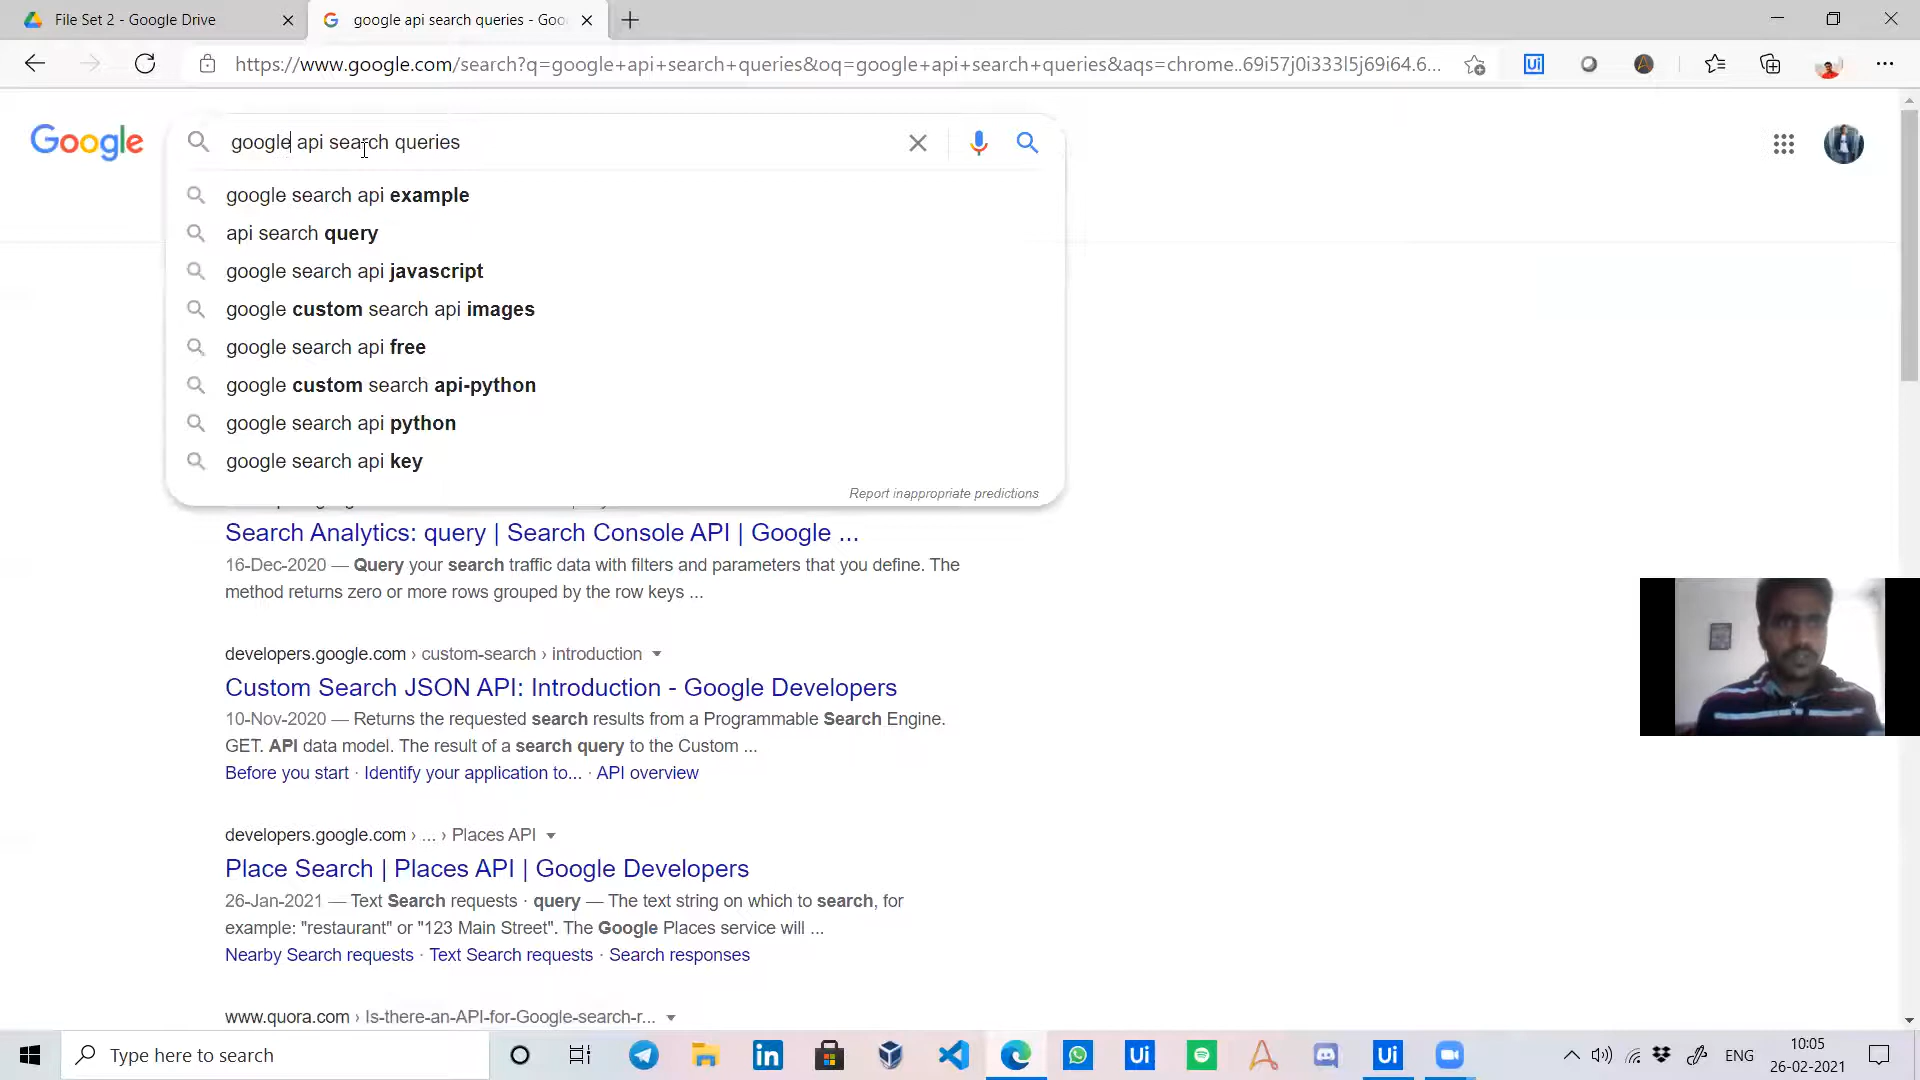 File Set 2 - Google Drive
google api search queries - Goo
https://www.google.com/search?q=google+api+search+queries&oq=google+api+search+queries&aqs=chrome..69i57j0i333l5j69i64.6...
Google
google api search queries
google search api example
api search query
google search api javascript
google custom search api images
google search api free
google custom search api-python
google search api python
google search api key
Report inappropriate predictions
Search Analytics: query | Search Console API | Google ...
16-Dec-2020 — Query your search traffic data with filters and parameters that you define. The
method returns zero or more rows grouped by the row keys ...
developers.google.com › custom-search › introduction
Custom Search JSON API: Introduction - Google Developers
10-Nov-2020 — Returns the requested search results from a Programmable Search Engine.
GET. API data model. The result of a search query to the Custom ...
Before you start · Identify your application to... · API overview
developers.google.com › ... › Places API
Place Search | Places API | Google Developers
26-Jan-2021 — Text Search requests · query — The text string on which to search, for
example: "restaurant" or "123 Main Street". The Google Places service will ...
Nearby Search requests · Text Search requests · Search responses
www.quora.com › Is-there-an-API-for-Google-search-r...
Type here to search
ENG
10:05
26-02-2021